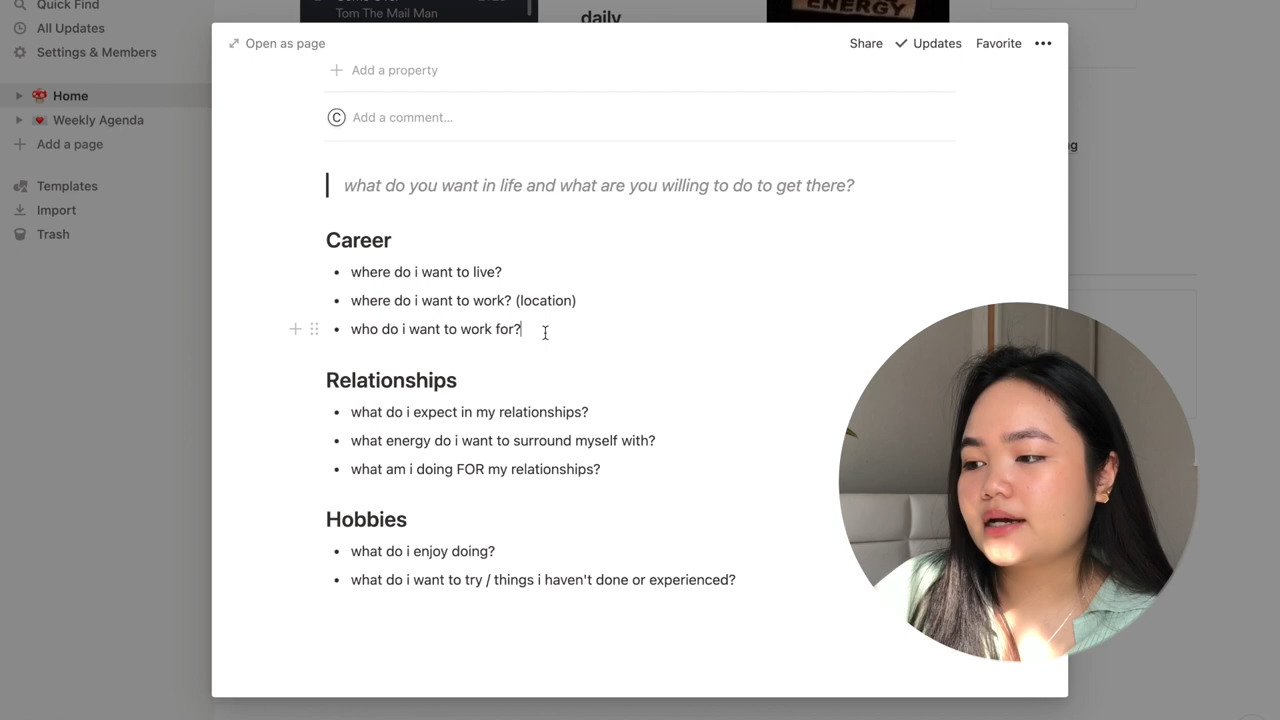 Quick Find
All Updates
Settings & Members
Home
Weekly Agenda
Add a page
Templates
Import
Trash
Tom The Mail Man
daily
ENERGY
Open as page
Share
Updates
Favorite
Add a property
C
Add a comment...
what do you want in life and what are you willing to do to get there?
Career
• where do i want to live?
• where do i want to work? (location)
• who do i want to work for?
Relationships
• what do i expect in my relationships?
• what energy do i want to surround myself with?
• what am i doing FOR my relationships?
Hobbies
• what do i enjoy doing?
• what do i want to try / things i haven't done or experienced?